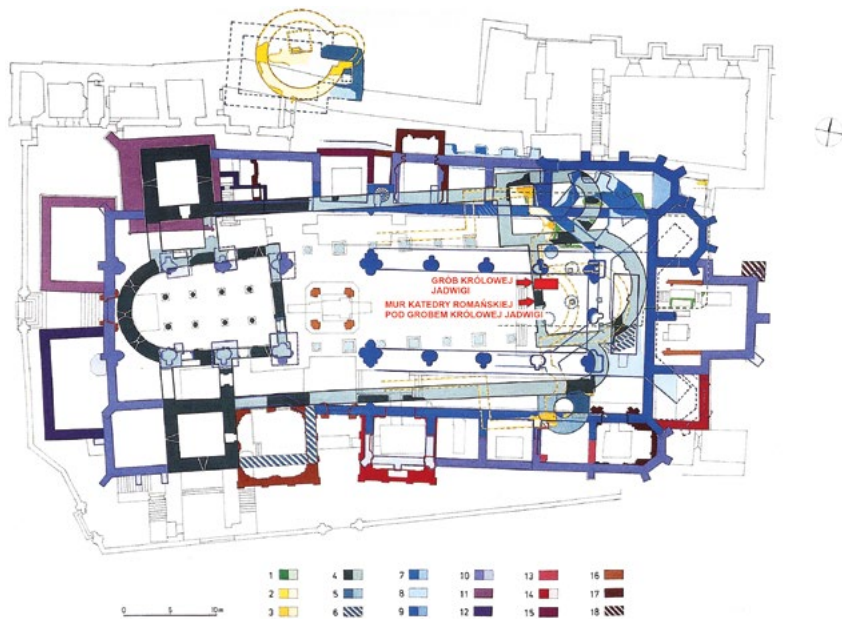 GRÓB KRÓLOWEJ
JADWIGI
MUR KATEDRY ROMAŃSKIEJ
POD GROBEM KRÓLOWEJ JADWIGI
1 4 7 10 13 16
2 5 8 11 14 17
3 6 9 12 15 18
0 5 10m